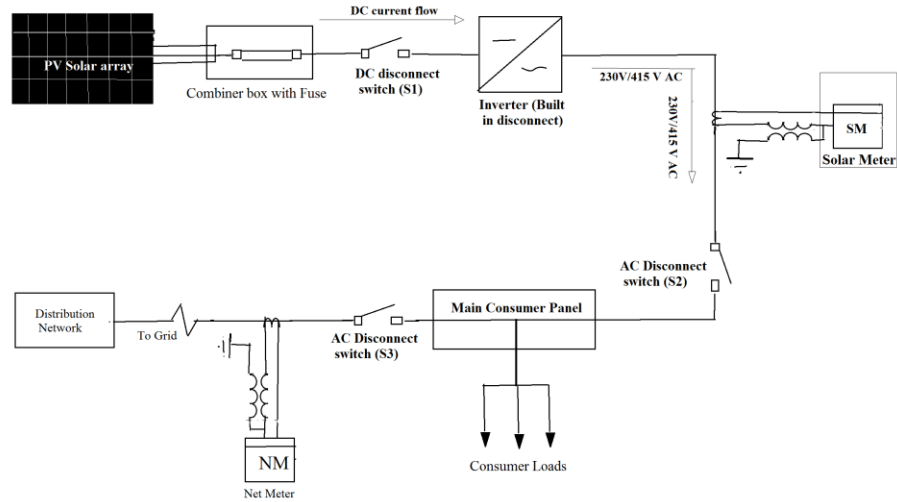 DC current flow
PV Solar array
Combiner box with Fuse
DC disconnect
switch (S1)
Inverter (Built
in disconnect)
230V/415 V AC
230V/415 V AC
SM
Solar Meter
AC Disconnect
switch (S2)
Distribution
Network
To Grid
AC Disconnect
switch (S3)
Main Consumer Panel
NM
Net Meter
Consumer Loads